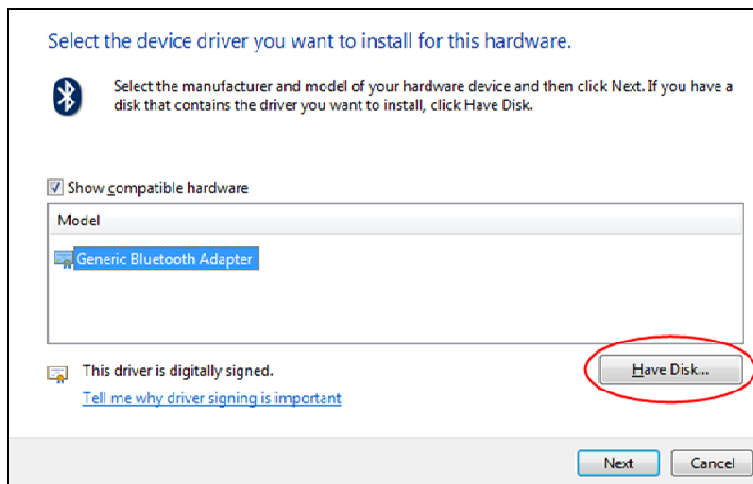 Select the device driver you want to install for this hardware.
Select the manufacturer and model of your hardware device and then click Next. If you have a
disk that contains the driver you want to install, click Have Disk.
Show compatible hardware
Model
Generic Bluetooth Adapter
This driver is digitally signed.
Have Disk...
Tell me why driver signing is important
Next
Cancel